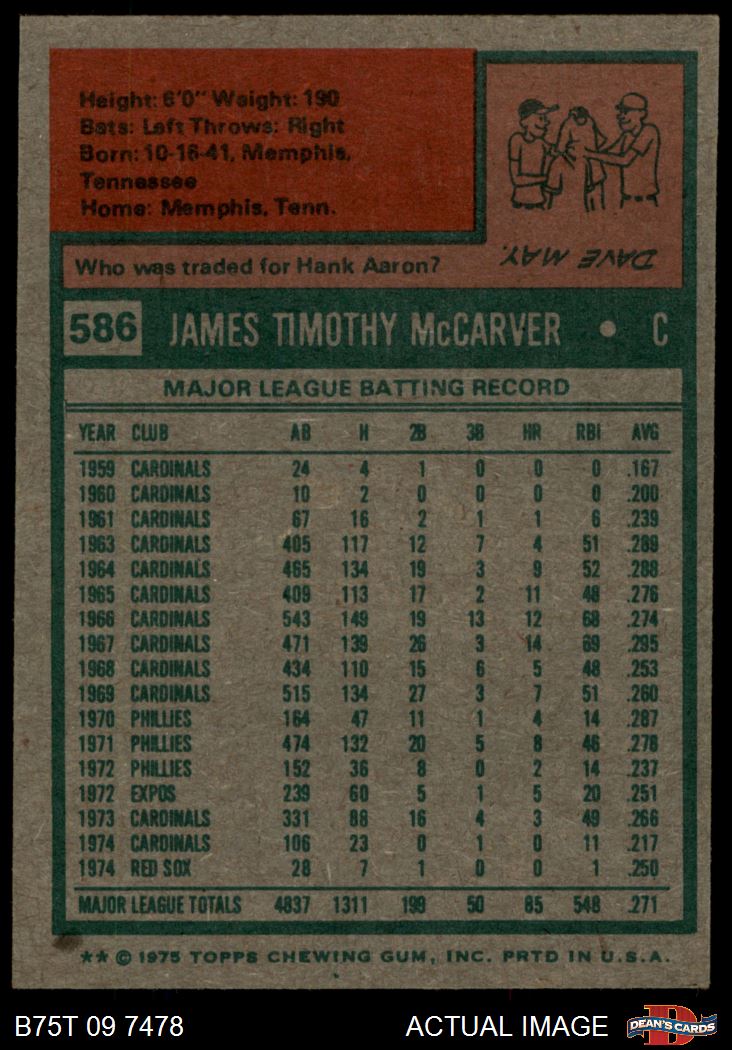 Height: 6'0" Weight: 190
Bats: Left Throws: Right
Born: 10-16-41, Memphis,
Tennessee
Home: Memphis, Tenn.
Who was traded for Hank Aaron?
DAVE MAY.
586 JAMES TIMOTHY McCARVER • C
MAJOR LEAGUE BATTING RECORD
YEAR CLUB AB H 2B 3B HR RBI AVG
1959 CARDINALS 24 4 1 0 0 0 .167
1960 CARDINALS 10 2 0 0 0 0 .200
1961 CARDINALS 67 16 2 1 1 6 .239
1963 CARDINALS 405 117 12 7 4 51 .289
1964 CARDINALS 465 134 19 3 9 52 .288
1965 CARDINALS 409 113 17 2 11 48 .276
1966 CARDINALS 543 149 19 13 12 68 .274
1967 CARDINALS 471 139 26 3 14 69 .295
1968 CARDINALS 434 110 15 6 5 48 .253
1969 CARDINALS 515 134 27 3 7 51 .260
1970 PHILLIES 164 47 11 1 4 14 .287
1971 PHILLIES 474 132 20 5 8 46 .278
1972 PHILLIES 152 36 8 0 2 14 .237
1972 EXPOS 239 60 5 1 5 20 .251
1973 CARDINALS 331 88 16 4 3 49 .266
1974 CARDINALS 106 23 0 1 0 11 .217
1974 RED SOX 28 7 1 0 0 1 .250
MAJOR LEAGUE TOTALS 4837 1311 199 50 85 548 .271
** © 1975 TOPPS CHEWING GUM, INC. PRTD IN U.S.A.
B75T 09 7478 ACTUAL IMAGE DEAN'S CARDS